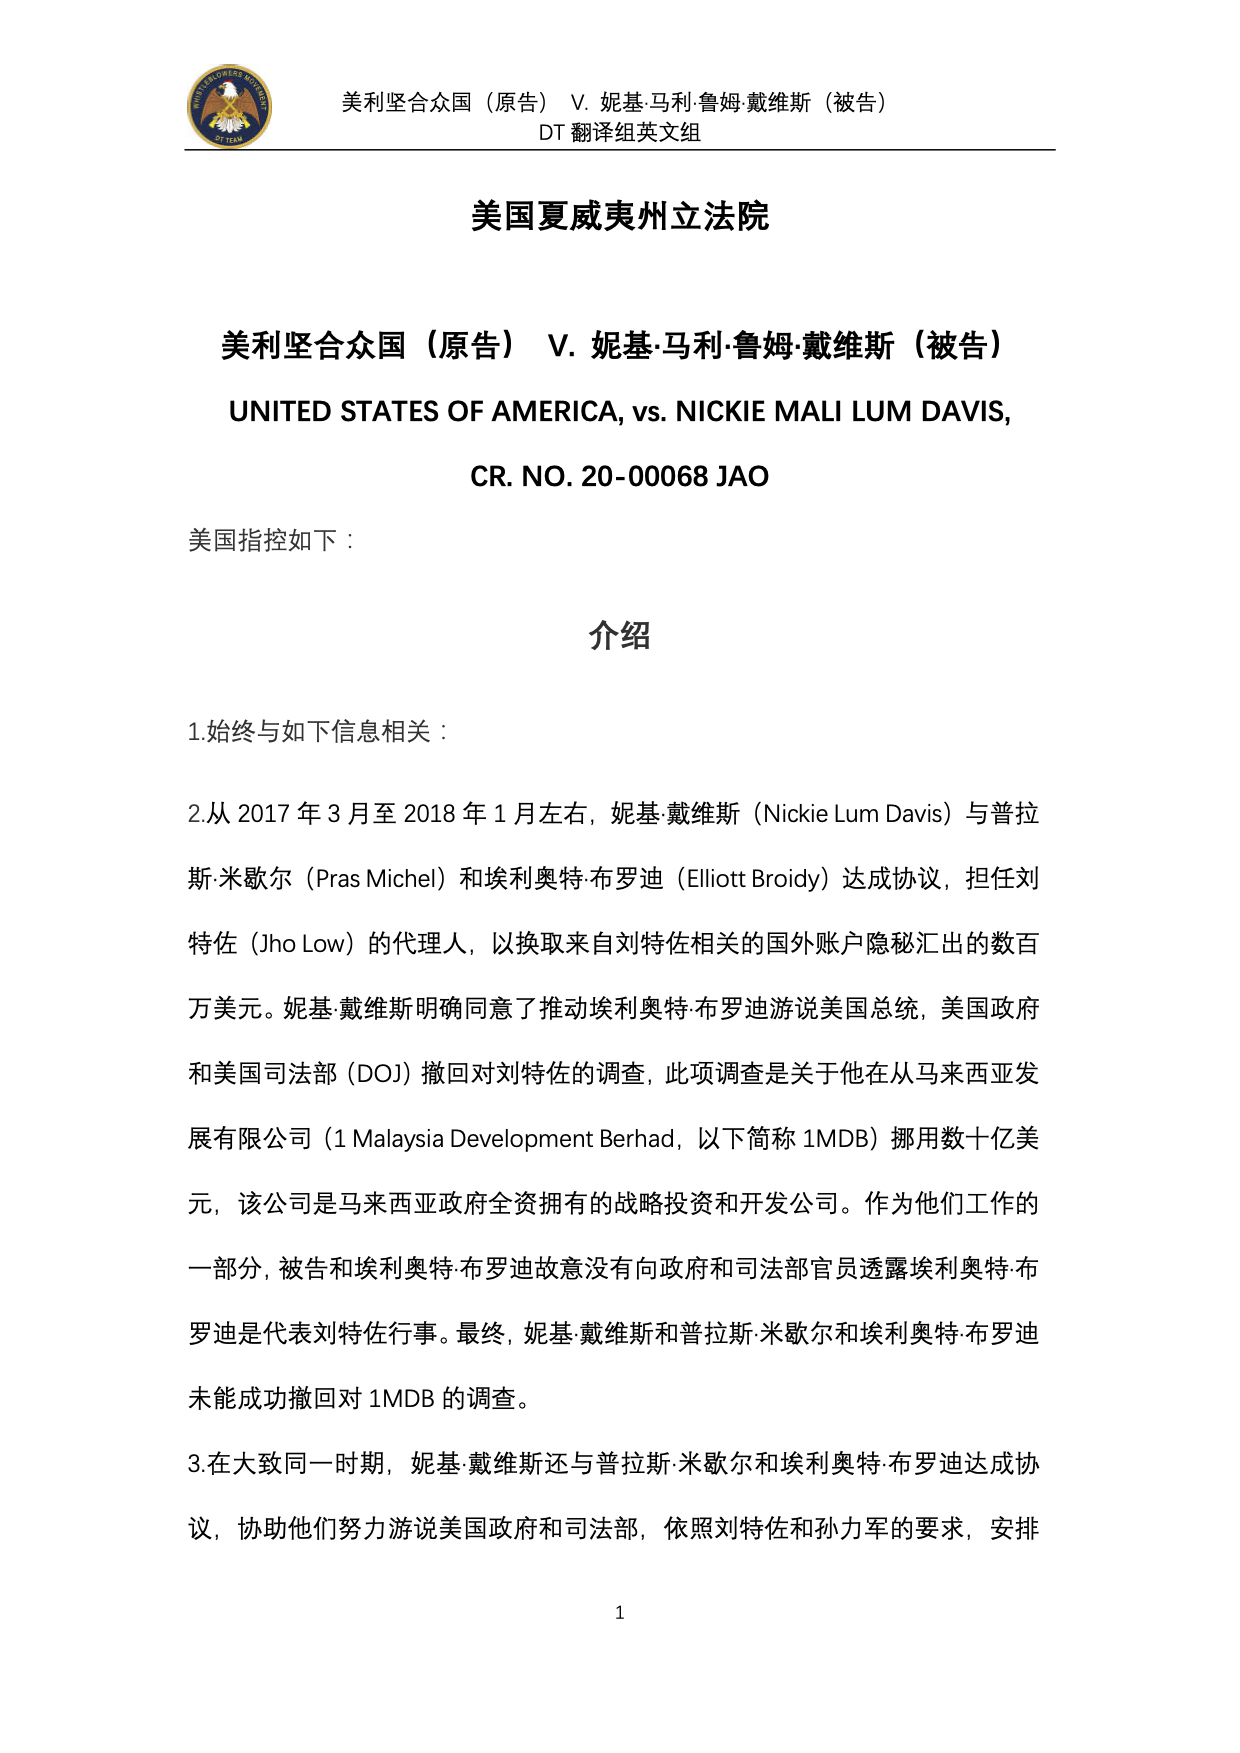 WHISTLEBLOWERS MOVEMENT
DT TEAM
美利坚合众国（原告） V. 妮基·马利·鲁姆·戴维斯（被告）
DT 翻译组英文组
美国夏威夷州立法院
美利坚合众国（原告） V. 妮基·马利·鲁姆·戴维斯（被告）
UNITED STATES OF AMERICA, vs. NICKIE MALI LUM DAVIS,
CR. NO. 20-00068 JAO
美国指控如下：
介绍
1.始终与如下信息相关：
2.从 2017 年 3 月至 2018 年 1 月左右，妮基·戴维斯（Nickie Lum Davis）与普拉
斯·米歇尔（Pras Michel）和埃利奥特·布罗迪（Elliott Broidy）达成协议，担任刘
特佐（Jho Low）的代理人，以换取来自刘特佐相关的国外账户隐秘汇出的数百
万美元。妮基·戴维斯明确同意了推动埃利奥特·布罗迪游说美国总统，美国政府
和美国司法部（DOJ）撤回对刘特佐的调查，此项调查是关于他在从马来西亚发
展有限公司（1 Malaysia Development Berhad，以下简称 1MDB）挪用数十亿美
元，该公司是马来西亚政府全资拥有的战略投资和开发公司。作为他们工作的
一部分，被告和埃利奥特·布罗迪故意没有向政府和司法部官员透露埃利奥特·布
罗迪是代表刘特佐行事。最终，妮基·戴维斯和普拉斯·米歇尔和埃利奥特·布罗迪
未能成功撤回对 1MDB 的调查。
3.在大致同一时期，妮基·戴维斯还与普拉斯·米歇尔和埃利奥特·布罗迪达成协
议，协助他们努力游说美国政府和司法部，依照刘特佐和孙力军的要求，安排
1